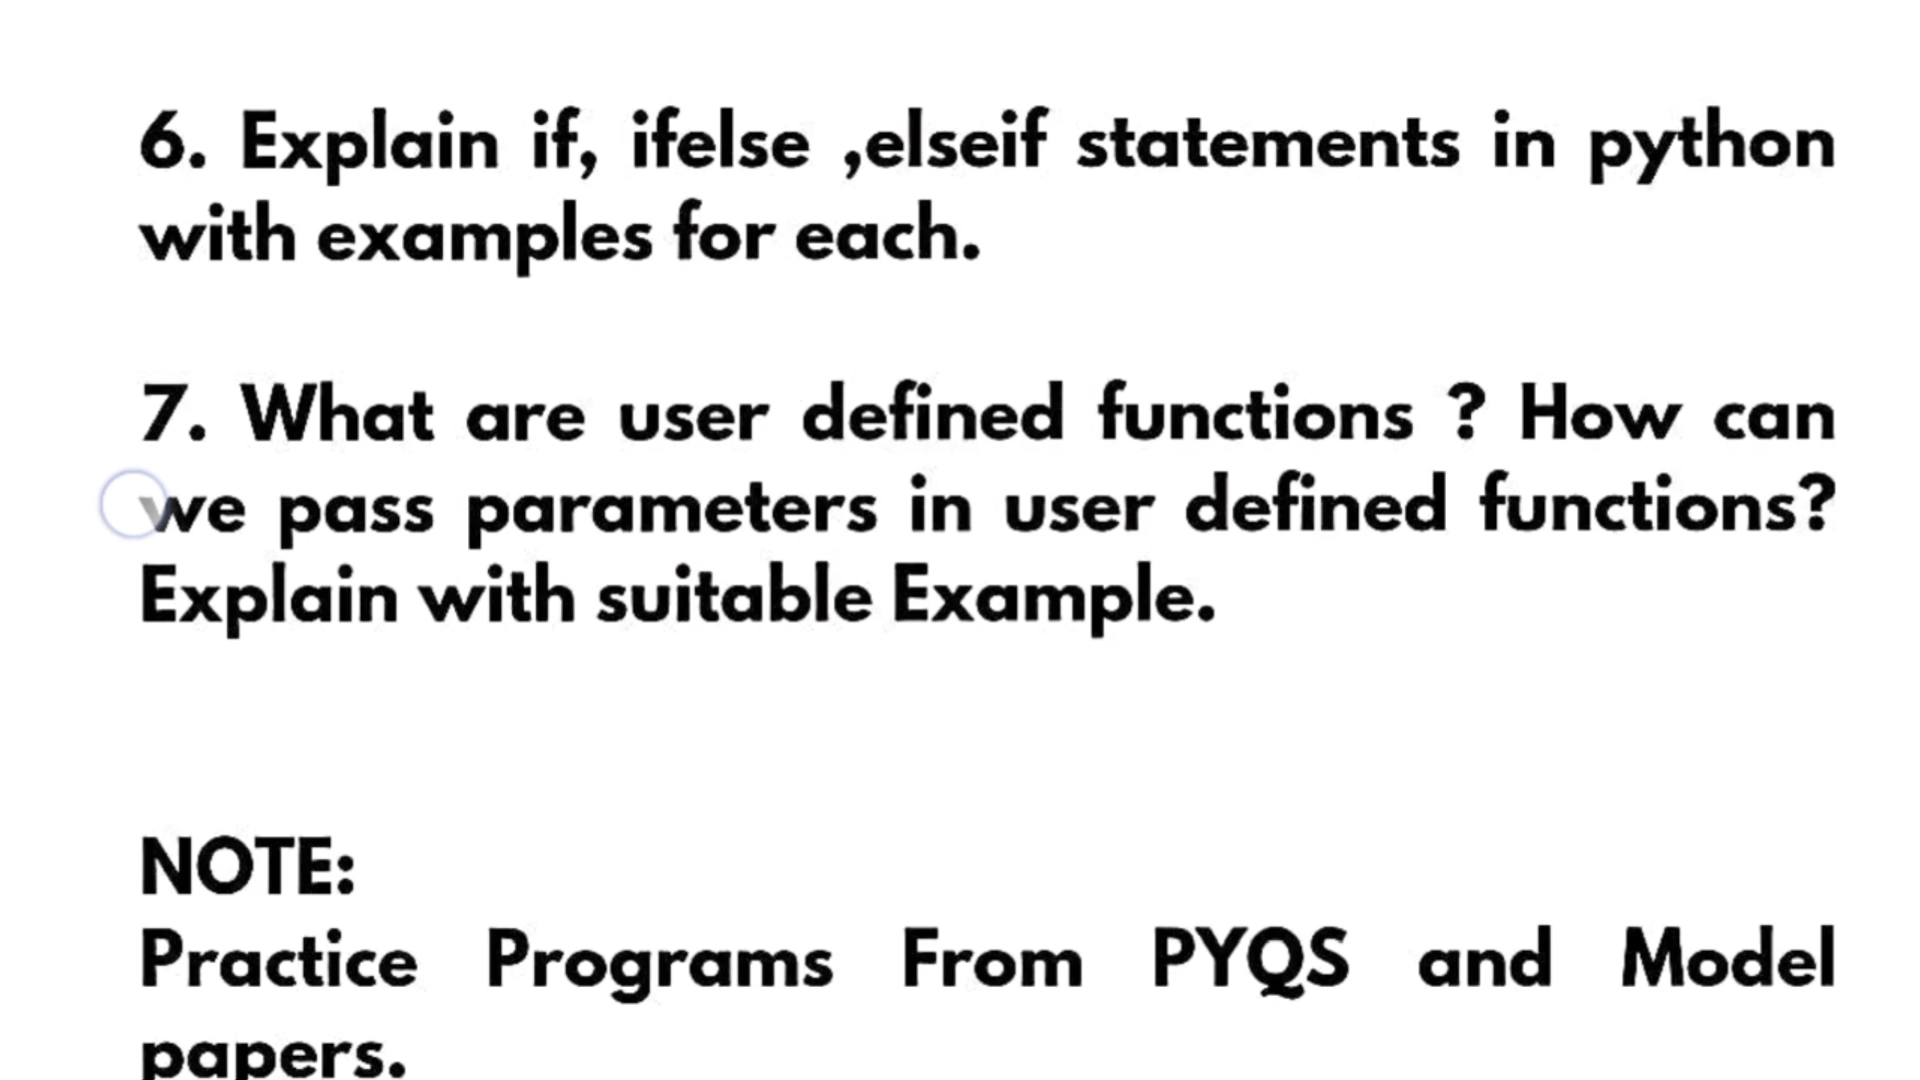 6. Explain if, ifelse ,elseif statements in python
with examples for each.
7. What are user defined functions ? How can
we pass parameters in user defined functions?
Explain with suitable Example.
NOTE:
Practice Programs From PYQS and Model
papers.